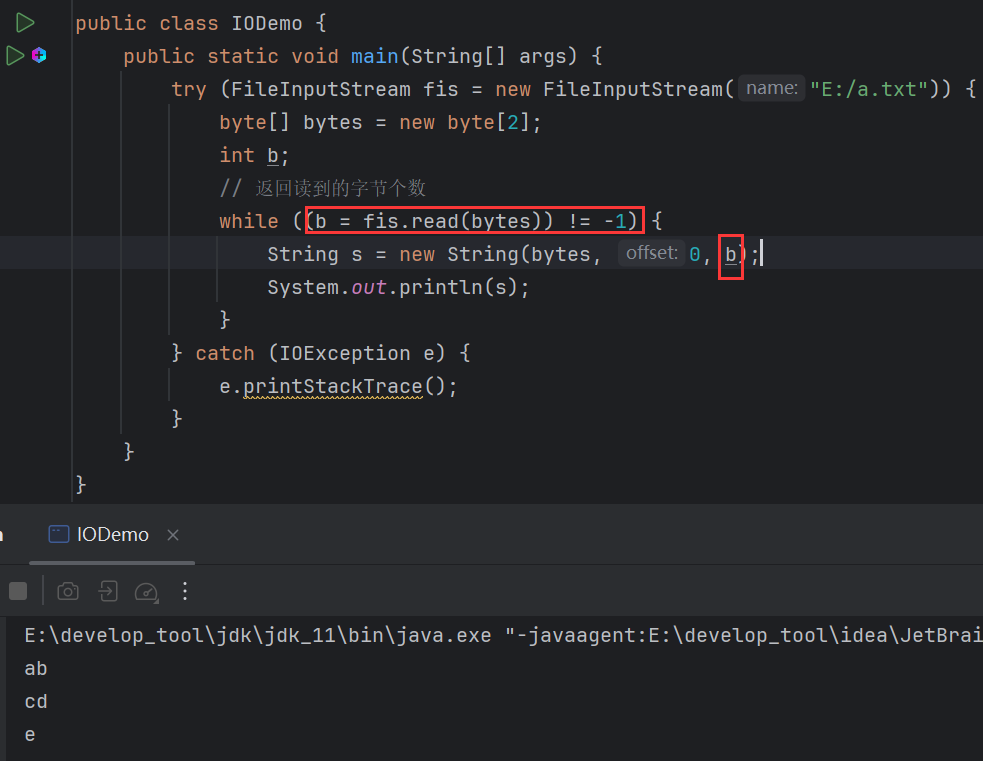 public class IODemo {
public static void main(String[] args) {
try (FileInputStream fis = new FileInputStream( name: "E:/a.txt")) {
byte[] bytes = new byte[2];
int b;
// 返回读到的字节个数
while ((b = fis.read(bytes)) != -1) {
String s = new String(bytes, offset: 0, b);
System.out.println(s);
}
} catch (IOException e) {
e.printStackTrace();
}
}
}
IODemo
E:\develop_tool\jdk\jdk_11\bin\java.exe "-javaagent:E:\develop_tool\idea\JetBrai
ab
cd
e